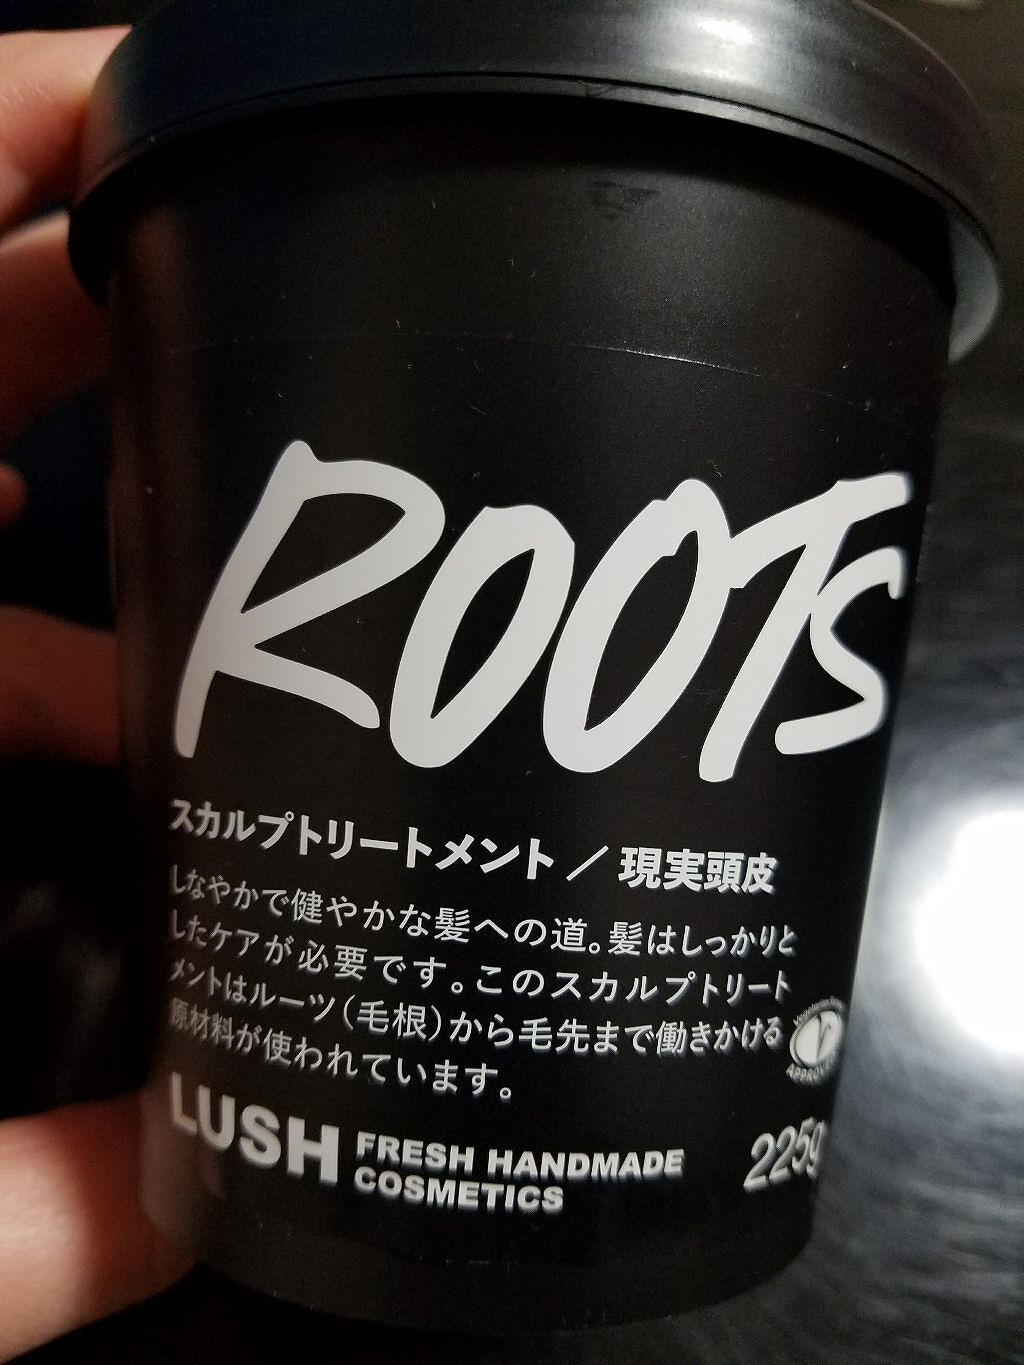 ROOTS
スカルプトリートメント／現実頭皮
しなやかで健やかな髪への道。髪はしっかりと
したケアが必要です。このスカルプトリート
メントはルーツ（毛根）から毛先まで働きかける
原材料が使われています。
Vegetarian
APPROVED
LUSH FRESH HANDMADE
COSMETICS
225g